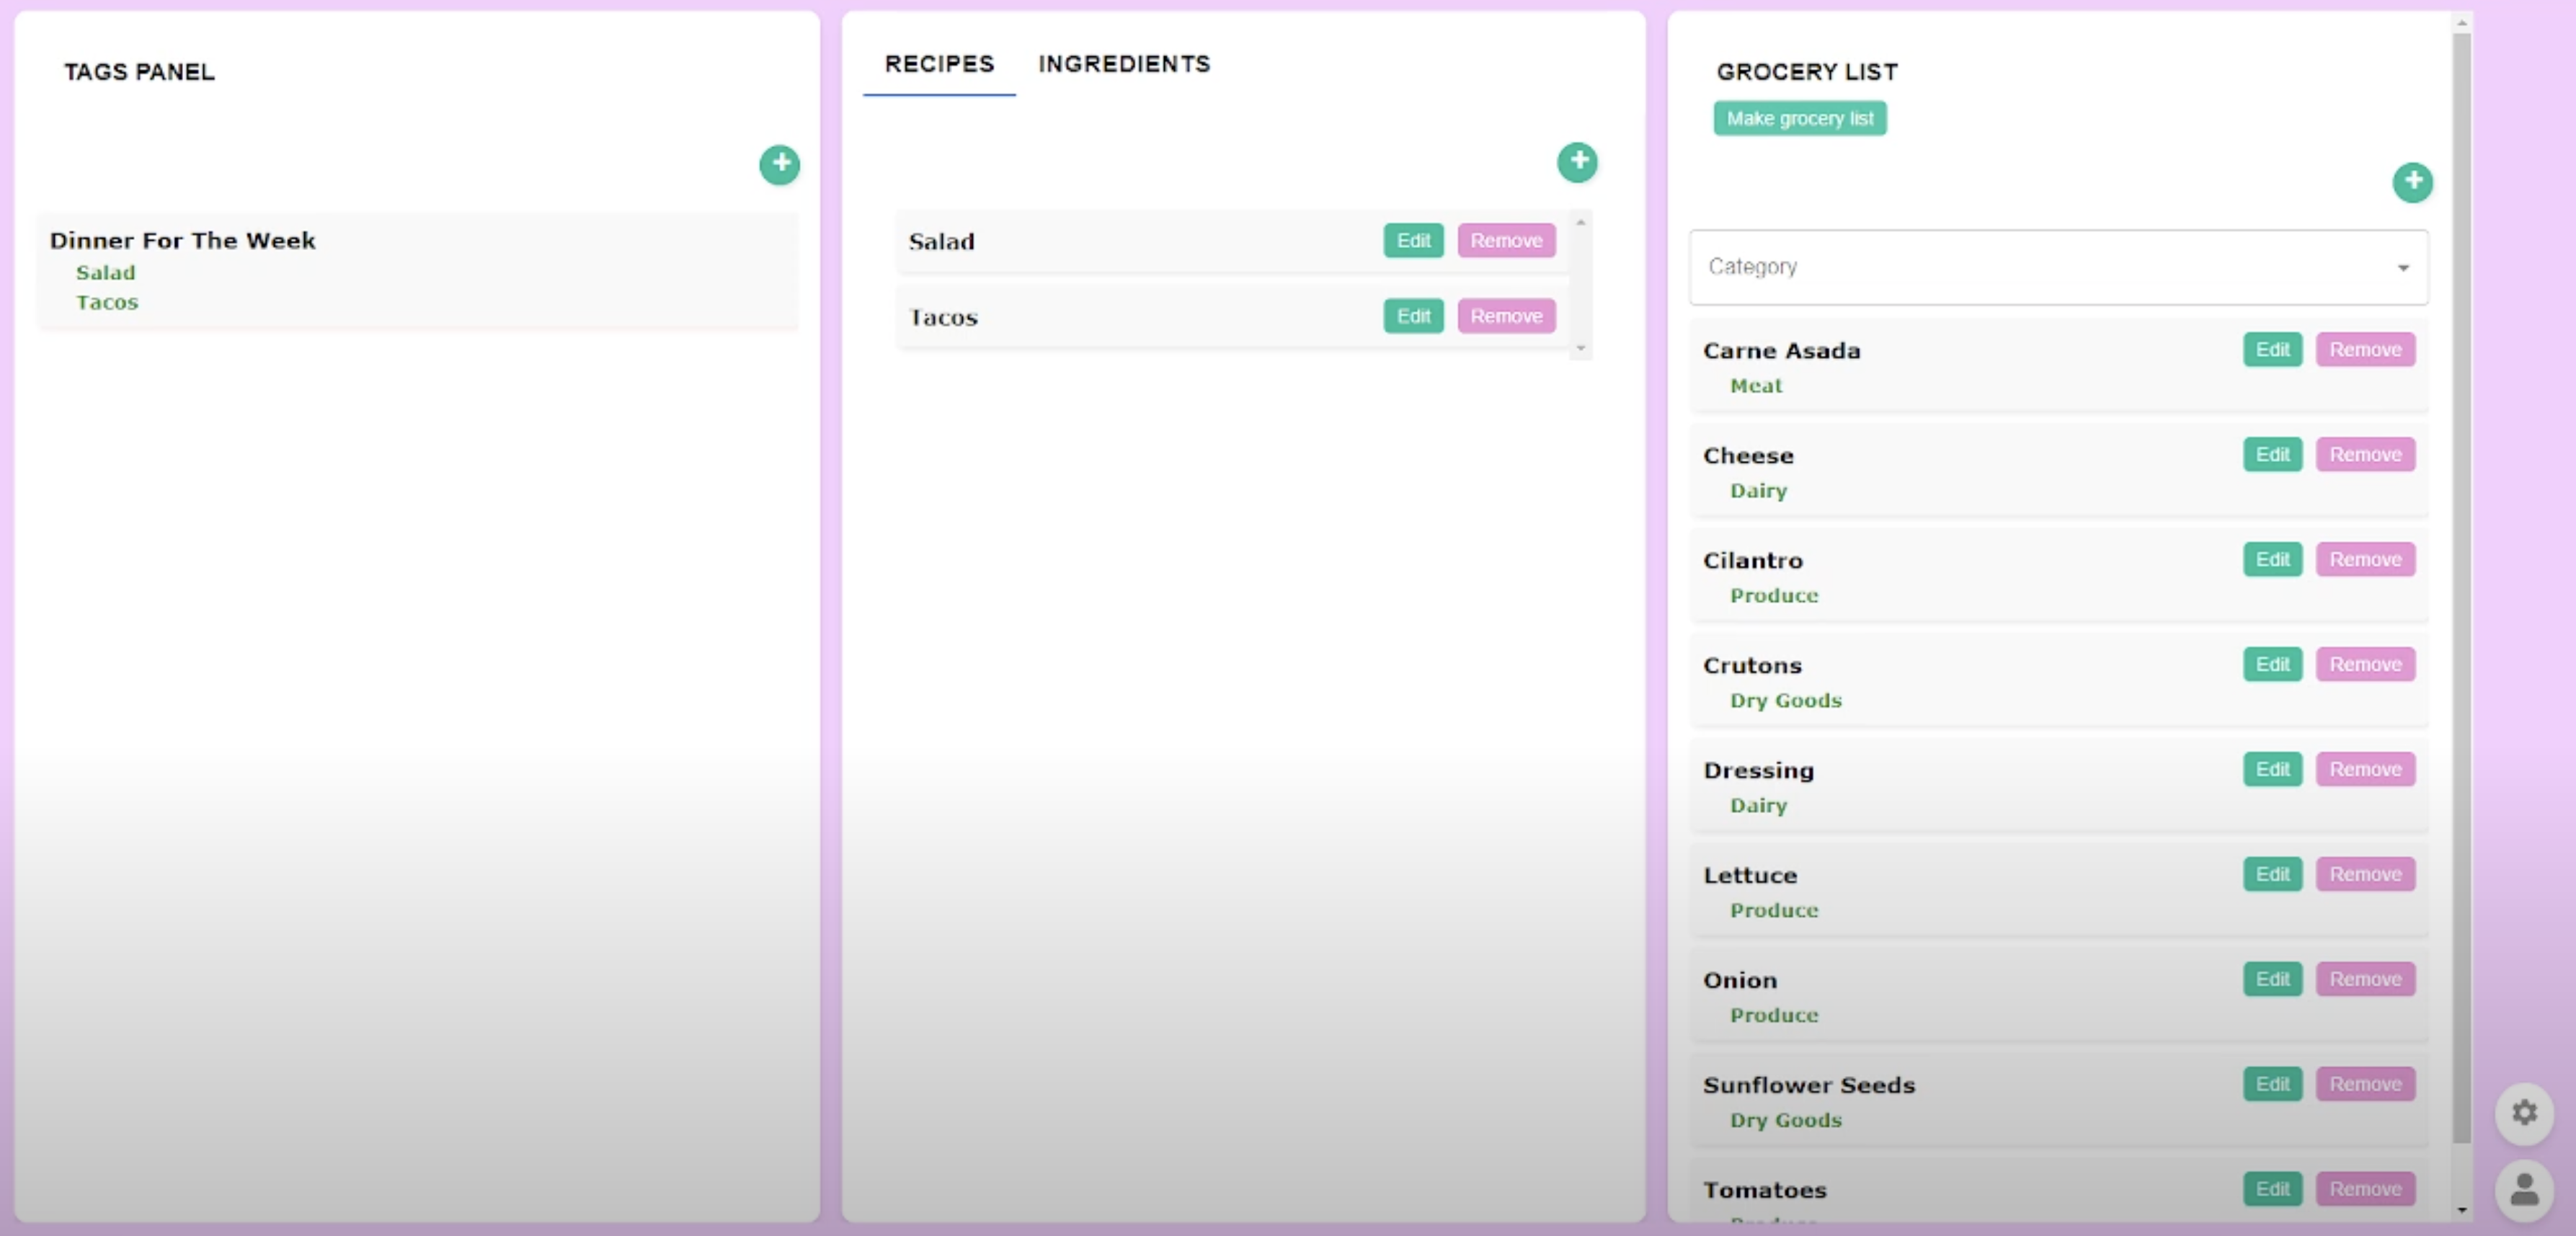 TAGS PANEL
Dinner For The Week
Salad
Tacos
RECIPES INGREDIENTS
Salad Edit Remove
Tacos Edit Remove
GROCERY LIST
Make grocery list
Category
Carne Asada Edit Remove
Meat
Cheese Edit Remove
Dairy
Cilantro Edit Remove
Produce
Crutons Edit Remove
Dry Goods
Dressing Edit Remove
Dairy
Lettuce Edit Remove
Produce
Onion Edit Remove
Produce
Sunflower Seeds Edit Remove
Dry Goods
Tomatoes Edit Remove